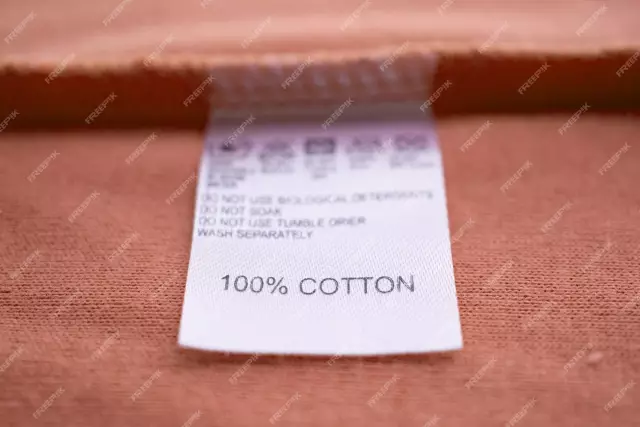 DO NOT USE BIOLOGICAL DETERGENTS
DO NOT SOAK
DO NOT USE TUMBLE DRIER
WASH SEPARATELY
100% COTTON